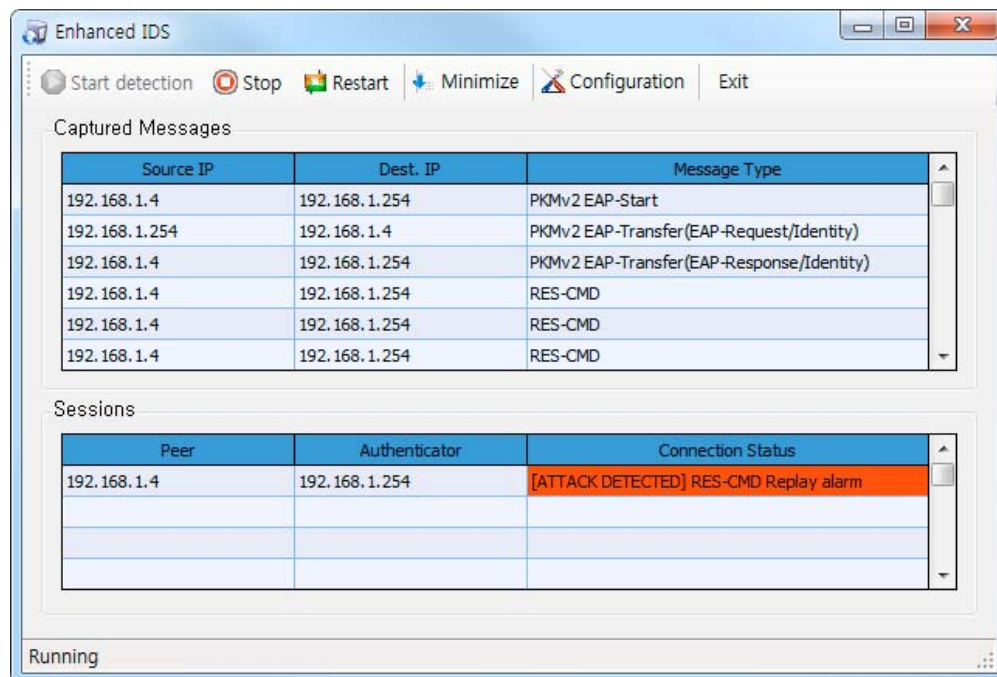 Enhanced IDS
Start detection Stop Restart Minimize Configuration Exit
Captured Messages
Source IP Dest. IP Message Type
192.168.1.4 192.168.1.254 PKMv2 EAP-Start
192.168.1.254 192.168.1.4 PKMv2 EAP-Transfer(EAP-Request/Identity)
192.168.1.4 192.168.1.254 PKMv2 EAP-Transfer(EAP-Response/Identity)
192.168.1.4 192.168.1.254 RES-CMD
192.168.1.4 192.168.1.254 RES-CMD
192.168.1.4 192.168.1.254 RES-CMD
Sessions
Peer Authenticator Connection Status
192.168.1.4 192.168.1.254 [ATTACK DETECTED] RES-CMD Replay alarm
Running